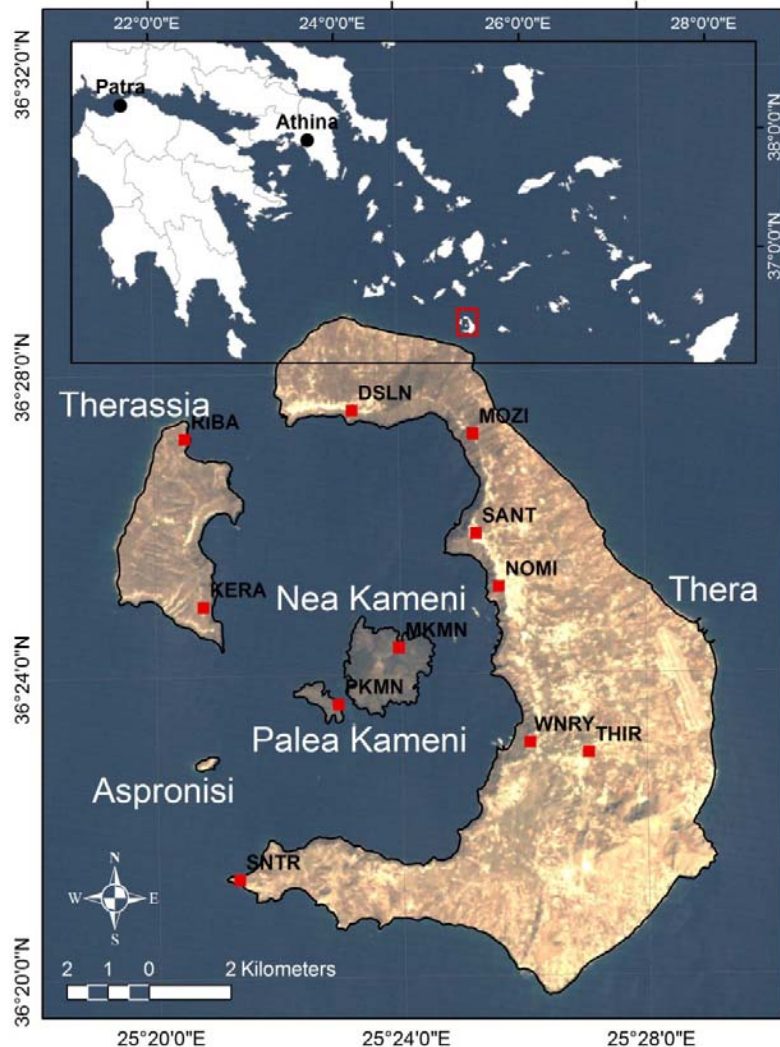 22°0'0"E 24°0'0"E 26°0'0"E 28°0'0"E
36°32'0"N
Patra
Athina
38°0'0"N
37°0'0"N
36°28'0"N
Therassia
DSLN
RIBA
MOZI
SANT
NOMI
Thera
KERA
Nea Kameni
MKMN
36°24'0"N
PKMN
Palea Kameni
WNRY
THIR
Aspronisi
SNTR
N
W E
S
2 1 0 2 Kilometers
36°20'0"N
25°20'0"E 25°24'0"E 25°28'0"E